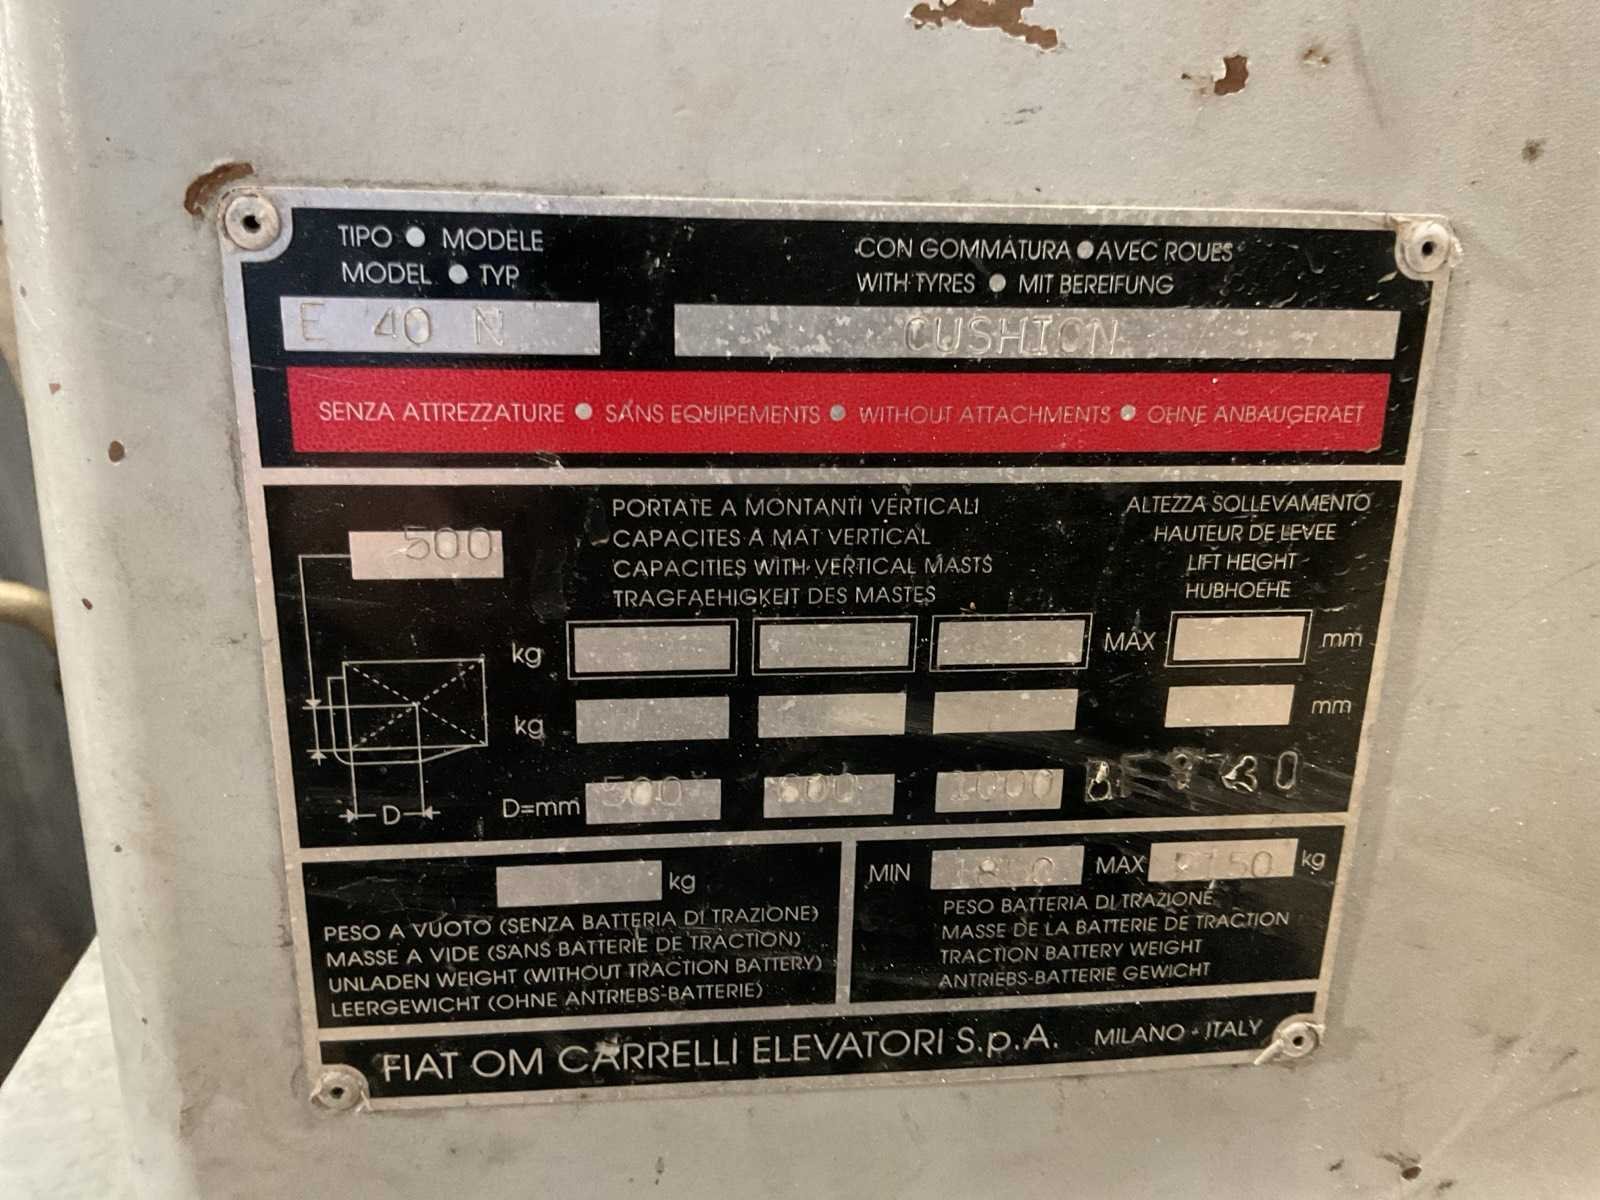 TIPO ● MODELE
MODEL ● TYP
CON GOMMATURA ● AVEC ROUES
WITH TYRES ● MIT BEREIFUNG
E 40 N
CUSHION
SENZA ATTREZZATURE ● SANS EQUIPEMENTS ● WITHOUT ATTACHMENTS ● OHNE ANBAUGERAET
500
PORTATE A MONTANTI VERTICALI
CAPACITES A MAT VERTICAL
CAPACITIES WITH VERTICAL MASTS
TRAGFAEHIGKEIT DES MASTES
ALTEZZA SOLLEVAMENTO
HAUTEUR DE LEVEE
LIFT HEIGHT
HUBHOEHE
kg MAX mm
kg mm
D
D=mm 500 600 1000
kg
PESO A VUOTO (SENZA BATTERIA DI TRAZIONE)
MASSE A VIDE (SANS BATTERIE DE TRACTION)
UNLADEN WEIGHT (WITHOUT TRACTION BATTERY)
LEERGEWICHT (OHNE ANTRIEBS-BATTERIE)
MIN MAX kg
PESO BATTERIA DI TRAZIONE
MASSE DE LA BATTERIE DE TRACTION
TRACTION BATTERY WEIGHT
ANTRIEBS-BATTERIE GEWICHT
FIAT OM CARRELLI ELEVATORI S.p.A. MILANO - ITALY